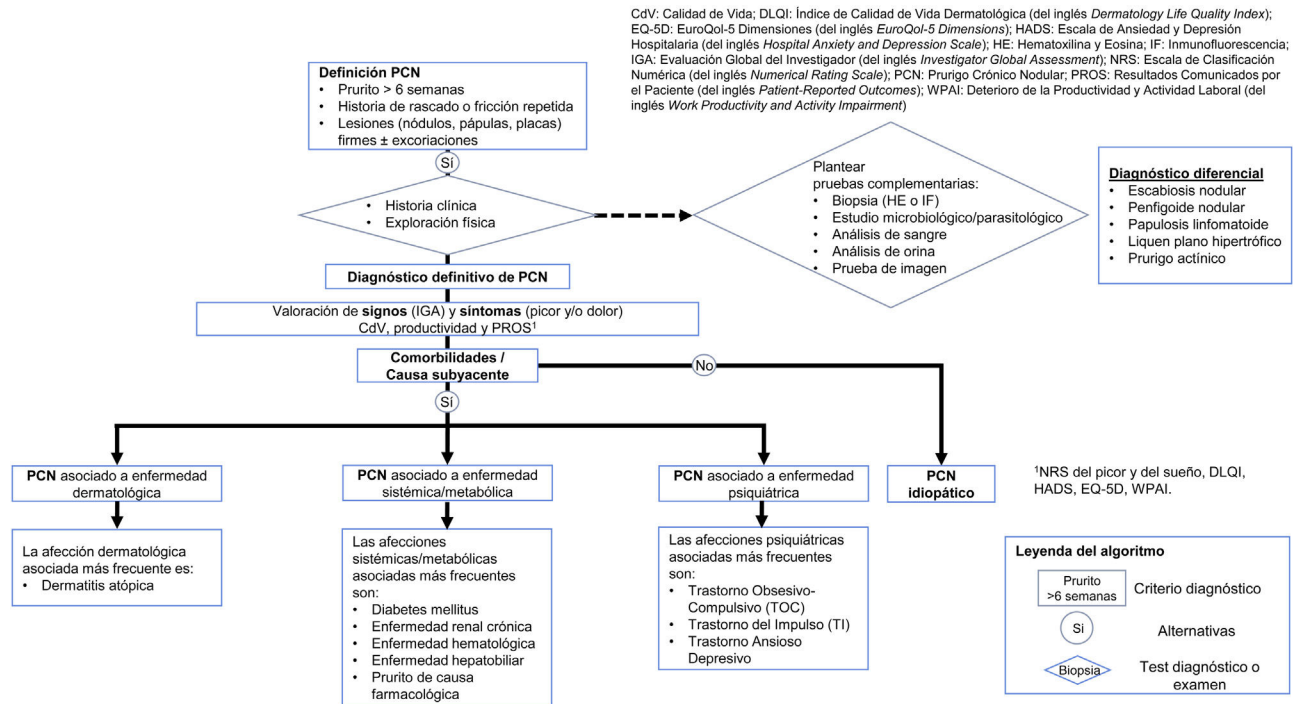 CdV: Calidad de Vida; DLQI: Índice de Calidad de Vida Dermatológica (del inglés Dermatology Life Quality Index);
EQ-5D: EuroQol-5 Dimensiones (del inglés EuroQol-5 Dimensions); HADS: Escala de Ansiedad y Depresión
Hospitalaria (del inglés Hospital Anxiety and Depression Scale); HE: Hematoxilina y Eosina; IF: Inmunofluorescencia;
IGA: Evaluación Global del Investigador (del inglés Investigator Global Assessment); NRS: Escala de Clasificación
Numérica (del inglés Numerical Rating Scale); PCN: Prurigo Crónico Nodular; PROS: Resultados Comunicados por
el Paciente (del inglés Patient-Reported Outcomes); WPAI: Deterioro de la Productividad y Actividad Laboral (del
inglés Work Productivity and Activity Impairment)
Definición PCN
• Prurito > 6 semanas
• Historia de rascado o fricción repetida
• Lesiones (nódulos, pápulas, placas)
firmes ± excoriaciones
Sí
• Historia clínica
• Exploración física
Plantear
pruebas complementarias:
• Biopsia (HE o IF)
• Estudio microbiológico/parasitológico
• Análisis de sangre
• Análisis de orina
• Prueba de imagen
Diagnóstico diferencial
• Escabiosis nodular
• Penfigoide nodular
• Papulosis linfomatoide
• Liquen plano hipertrófico
• Prurigo actínico
Diagnóstico definitivo de PCN
Valoración de signos (IGA) y síntomas (picor y/o dolor)
CdV, productividad y PROS¹
Comorbilidades /
Causa subyacente
No
Sí
PCN asociado a enfermedad
dermatológica
PCN asociado a enfermedad
sistémica/metabólica
PCN asociado a enfermedad
psiquiátrica
PCN
idiopático
¹NRS del picor y del sueño, DLQI,
HADS, EQ-5D, WPAI.
La afección dermatológica
asociada más frecuente es:
• Dermatitis atópica
Las afecciones
sistémicas/metabólicas
asociadas más frecuentes
son:
• Diabetes mellitus
• Enfermedad renal crónica
• Enfermedad hematológica
• Enfermedad hepatobiliar
• Prurito de causa
farmacológica
Las afecciones psiquiátricas
asociadas más frecuentes
son:
• Trastorno Obsesivo-
Compulsivo (TOC)
• Trastorno del Impulso (TI)
• Trastorno Ansioso
Depresivo
Leyenda del algoritmo
Prurito
>6 semanas
Criterio diagnóstico
Si
Alternativas
Biopsia
Test diagnóstico o
examen